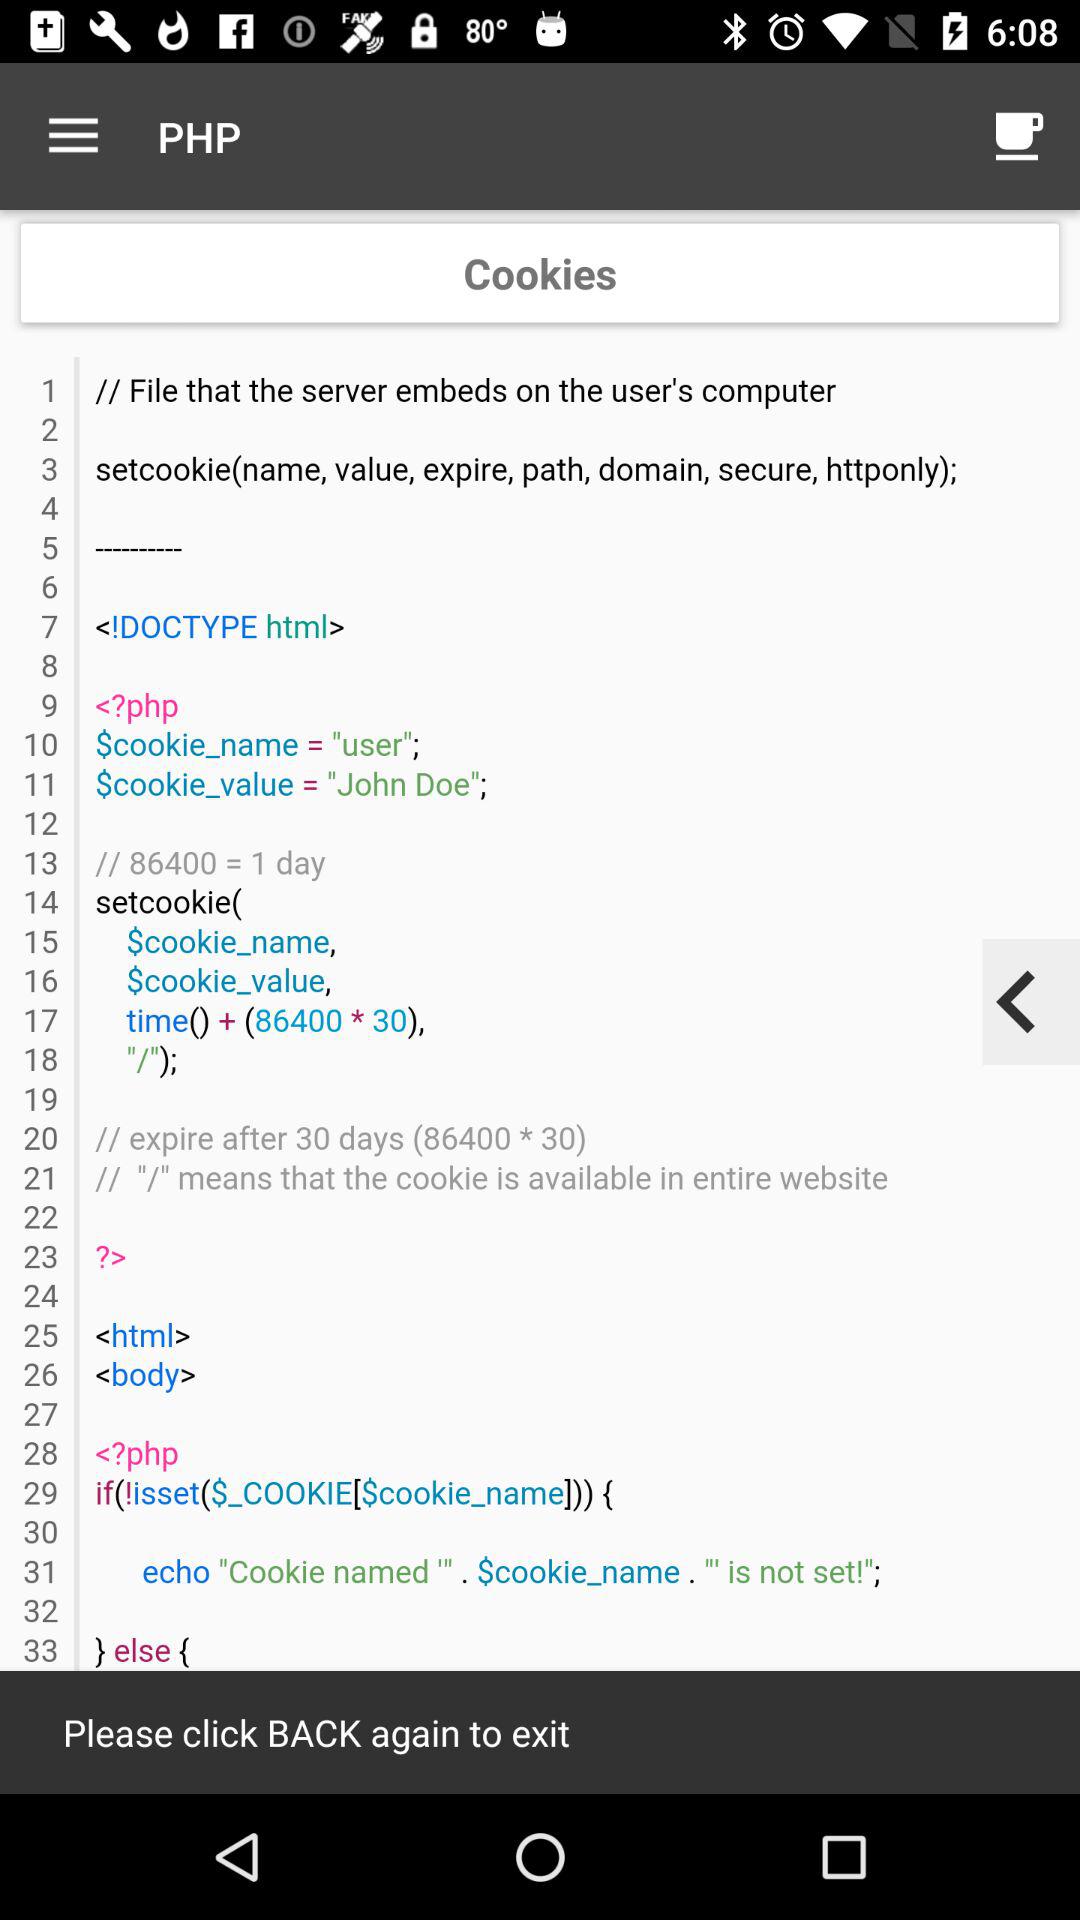 FAKE 80° 6:08
PHP
Cookies
1 // File that the server embeds on the user's computer
2
3 setcookie(name, value, expire, path, domain, secure, httponly);
4
5 ----------
6
7 <!DOCTYPE html>
8
9 <?php
10 $cookie_name = "user";
11 $cookie_value = "John Doe";
12
13 // 86400 = 1 day
14 setcookie(
15 $cookie_name,
16 $cookie_value,
17 time() + (86400 * 30),
18 "/");
19
20 // expire after 30 days (86400 * 30)
21 //  "/" means that the cookie is available in entire website
22
23 ?>
24
25 <html>
26 <body>
27
28 <?php
29 if(!isset($_COOKIE[$cookie_name])) {
30
31 echo "Cookie named '" . $cookie_name . "' is not set!";
32
33 } else {
Please click BACK again to exit